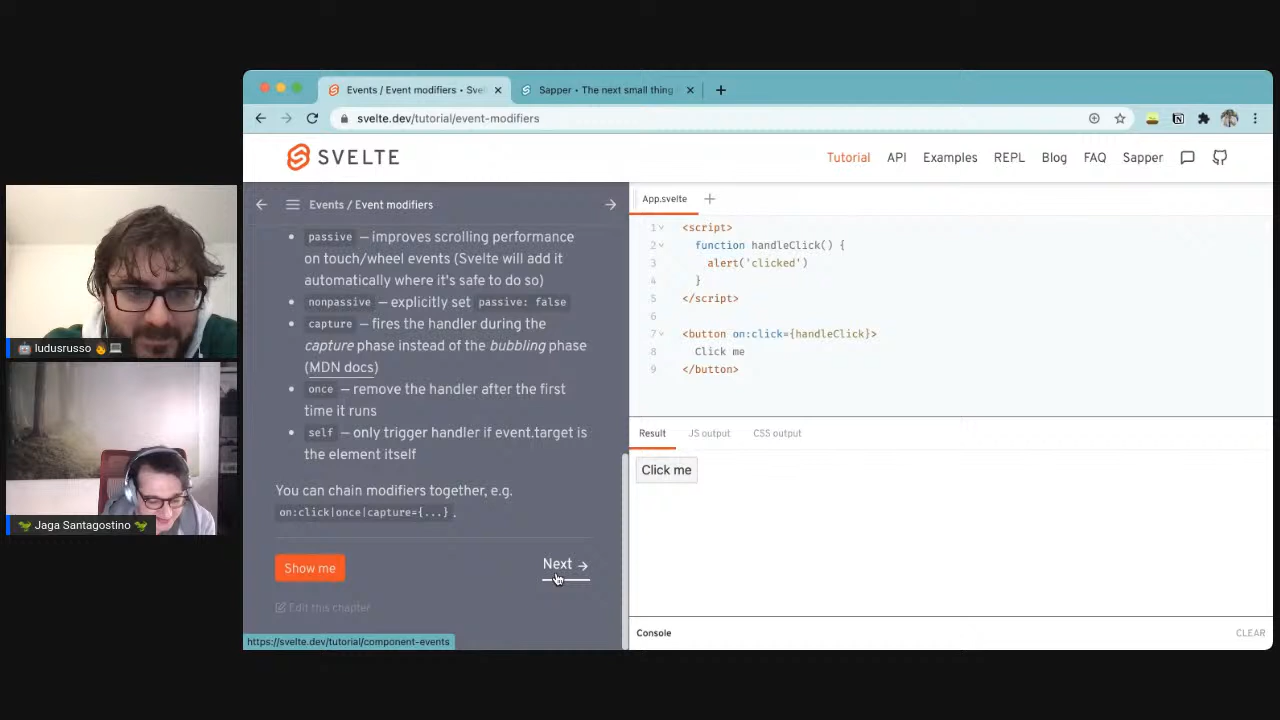 Events / Event modifiers • Sve
Sapper • The next small thing
svelte.dev/tutorial/event-modifiers
SVELTE
Tutorial
API
Examples
REPL
Blog
FAQ
Sapper
Events / Event modifiers
passive — improves scrolling performance
on touch/wheel events (Svelte will add it
automatically where it's safe to do so)
nonpassive — explicitly set passive: false
capture — fires the handler during the
capture phase instead of the bubbling phase
(MDN docs)
once — remove the handler after the first
time it runs
self — only trigger handler if event.target is
the element itself
You can chain modifiers together, e.g.
on:click|once|capture={...} .
Show me
Next →
Edit this chapter
https://svelte.dev/tutorial/component-events
App.svelte
1 <script>
2 function handleClick() {
3 alert('clicked')
4 }
5 </script>
6
7 <button on:click={handleClick}>
8 Click me
9 </button>
Result
JS output
CSS output
Click me
Console
CLEAR
🤖 ludusrusso 👨💻
🦖 Jaga Santagostino 🦖